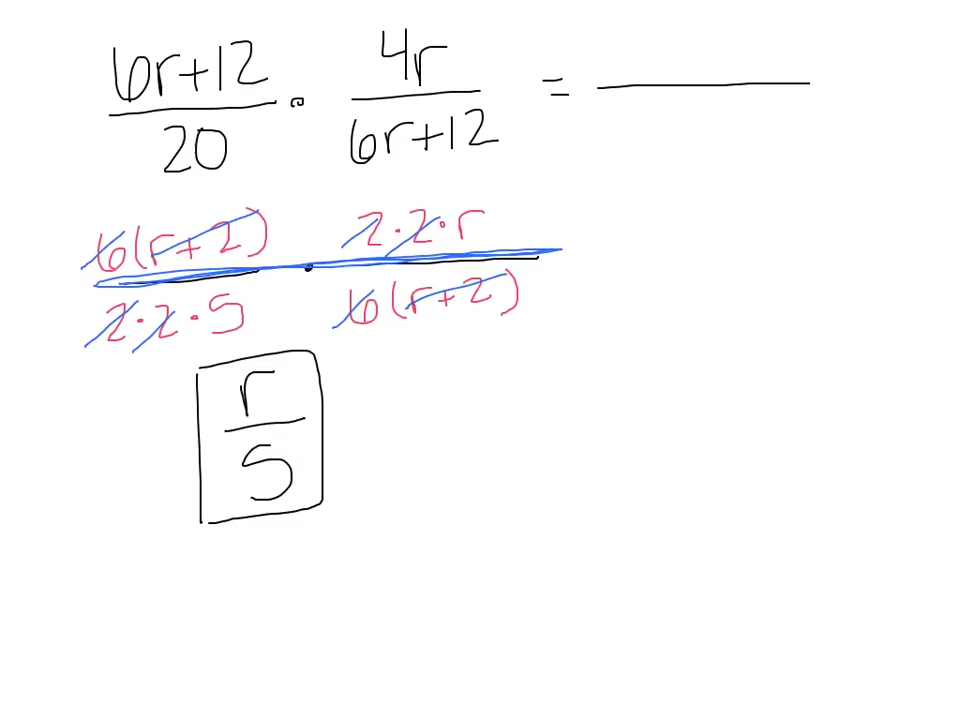 6r+12/20 · 4r/6r+12 =
6(r+2)/2·2·5 · 2·2·r/6(r+2)
r/5